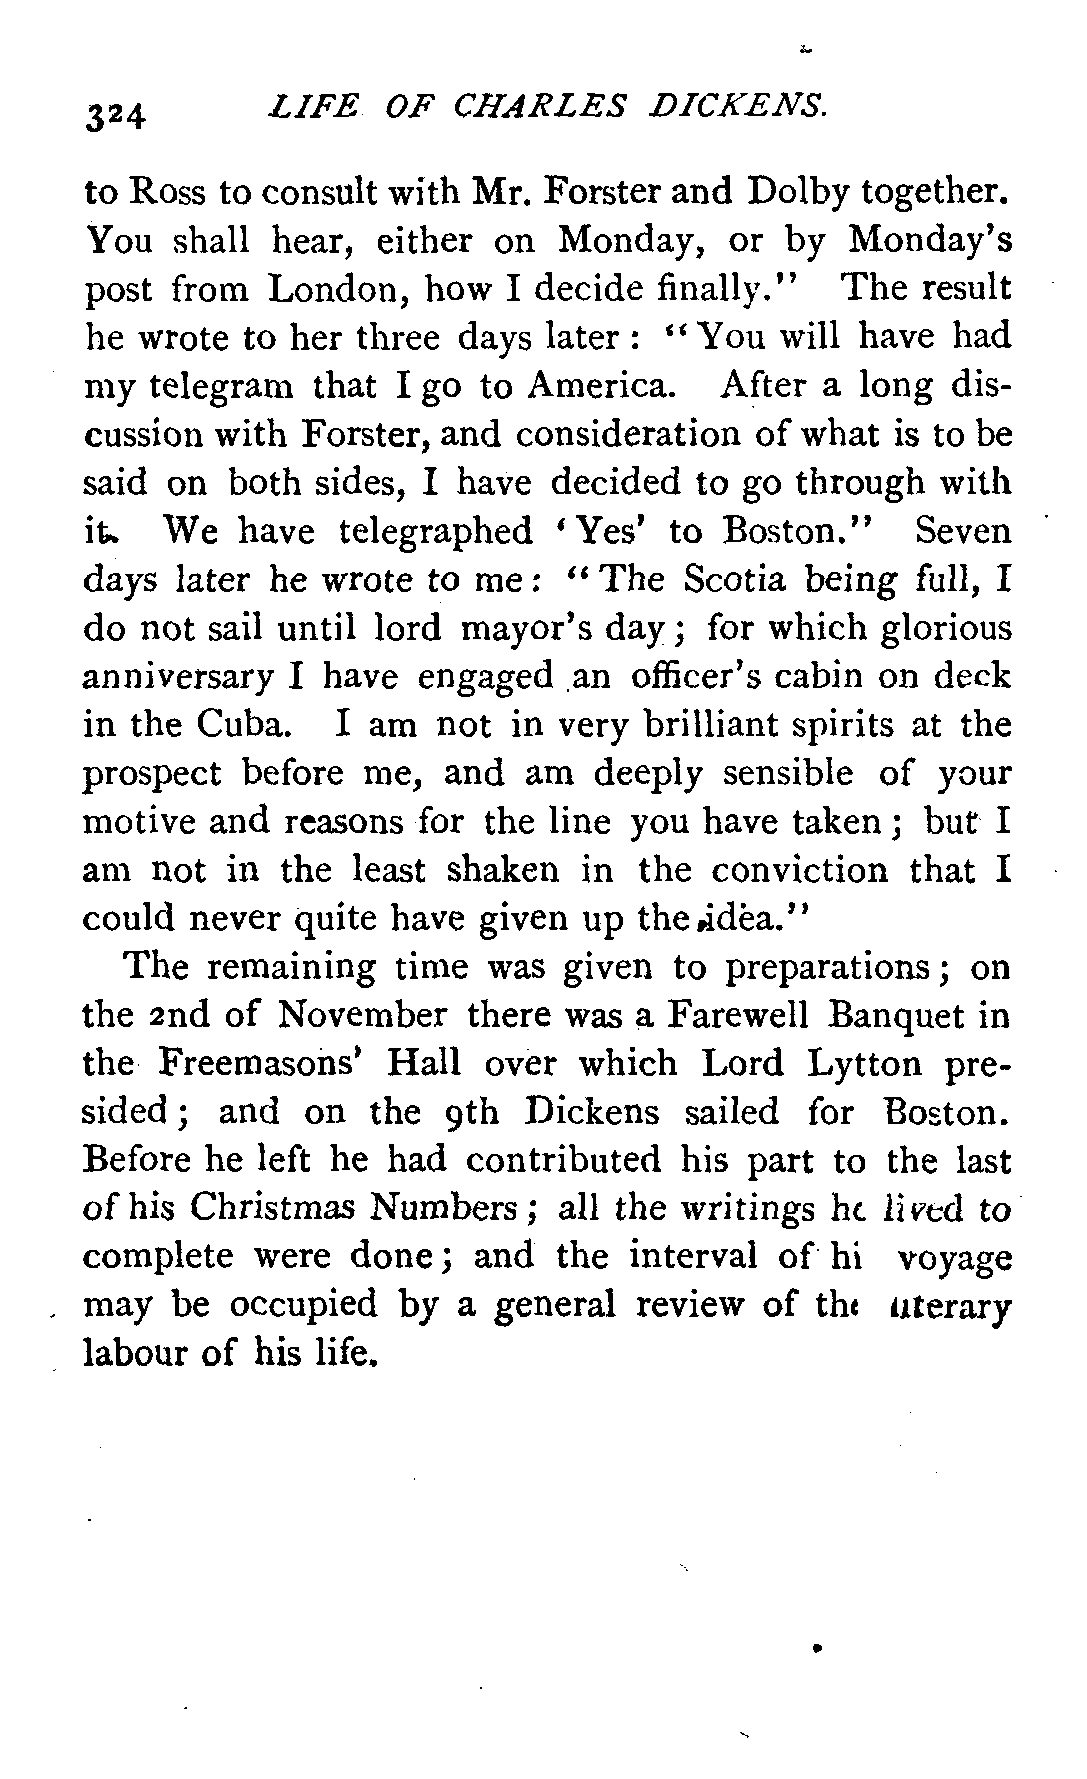 324 LIFE OF CHARLES DICKENS.
to Ross to consult with Mr. Forster and Dolby together.
You shall hear, either on Monday, or by Monday's
post from London, how I decide finally." The result
he wrote to her three days later : "You will have had
my telegram that I go to America. After a long dis-
cussion with Forster, and consideration of what is to be
said on both sides, I have decided to go through with
it. We have telegraphed 'Yes' to Boston." Seven
days later he wrote to me : "The Scotia being full, I
do not sail until lord mayor's day ; for which glorious
anniversary I have engaged an officer's cabin on deck
in the Cuba. I am not in very brilliant spirits at the
prospect before me, and am deeply sensible of your
motive and reasons for the line you have taken ; but I
am not in the least shaken in the conviction that I
could never quite have given up the idea."
The remaining time was given to preparations ; on
the 2nd of November there was a Farewell Banquet in
the Freemasons' Hall over which Lord Lytton pre-
sided ; and on the 9th Dickens sailed for Boston.
Before he left he had contributed his part to the last
of his Christmas Numbers ; all the writings he lived to
complete were done ; and the interval of hi voyage
may be occupied by a general review of the literary
labour of his life.